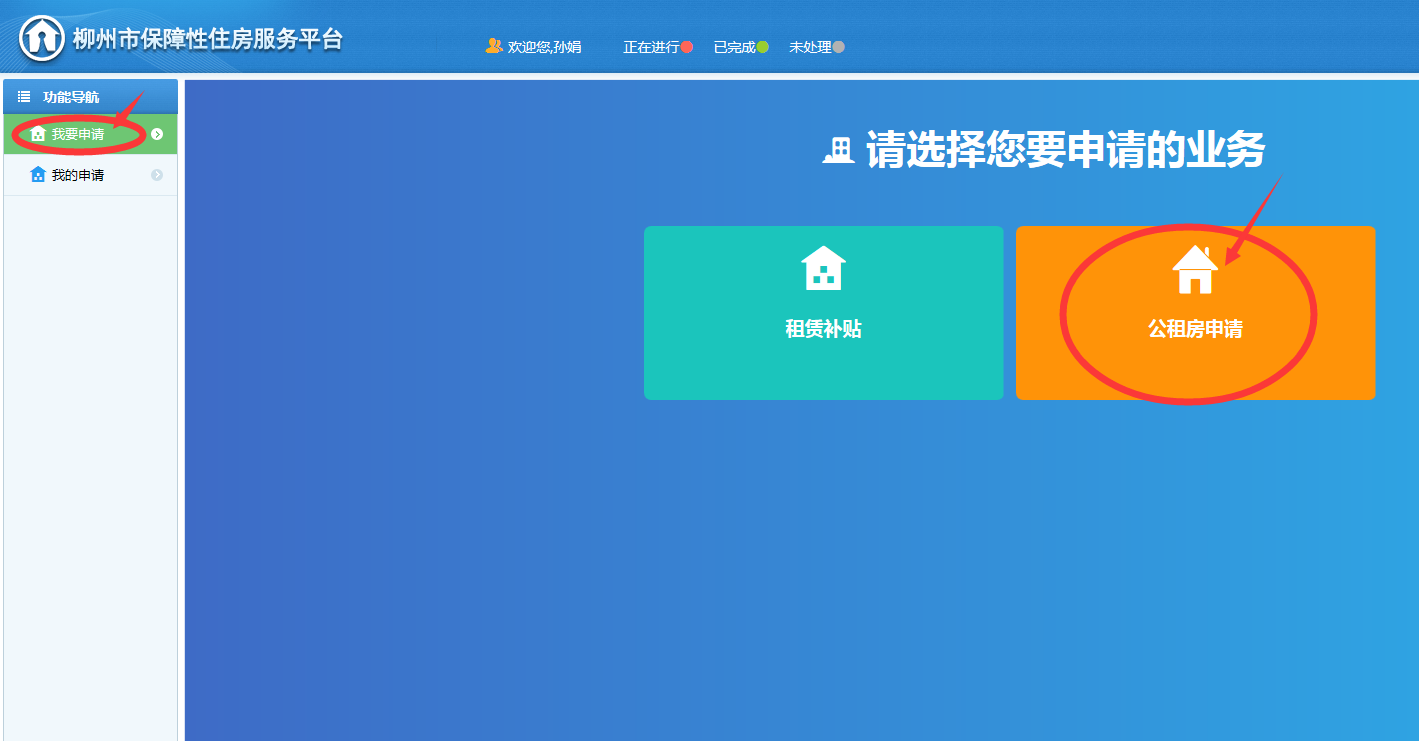 柳州市保障性住房服务平台
欢迎您,孙娟 正在进行 已完成 未处理
功能导航
我要申请
我的申请
请选择您要申请的业务
租赁补贴
公租房申请